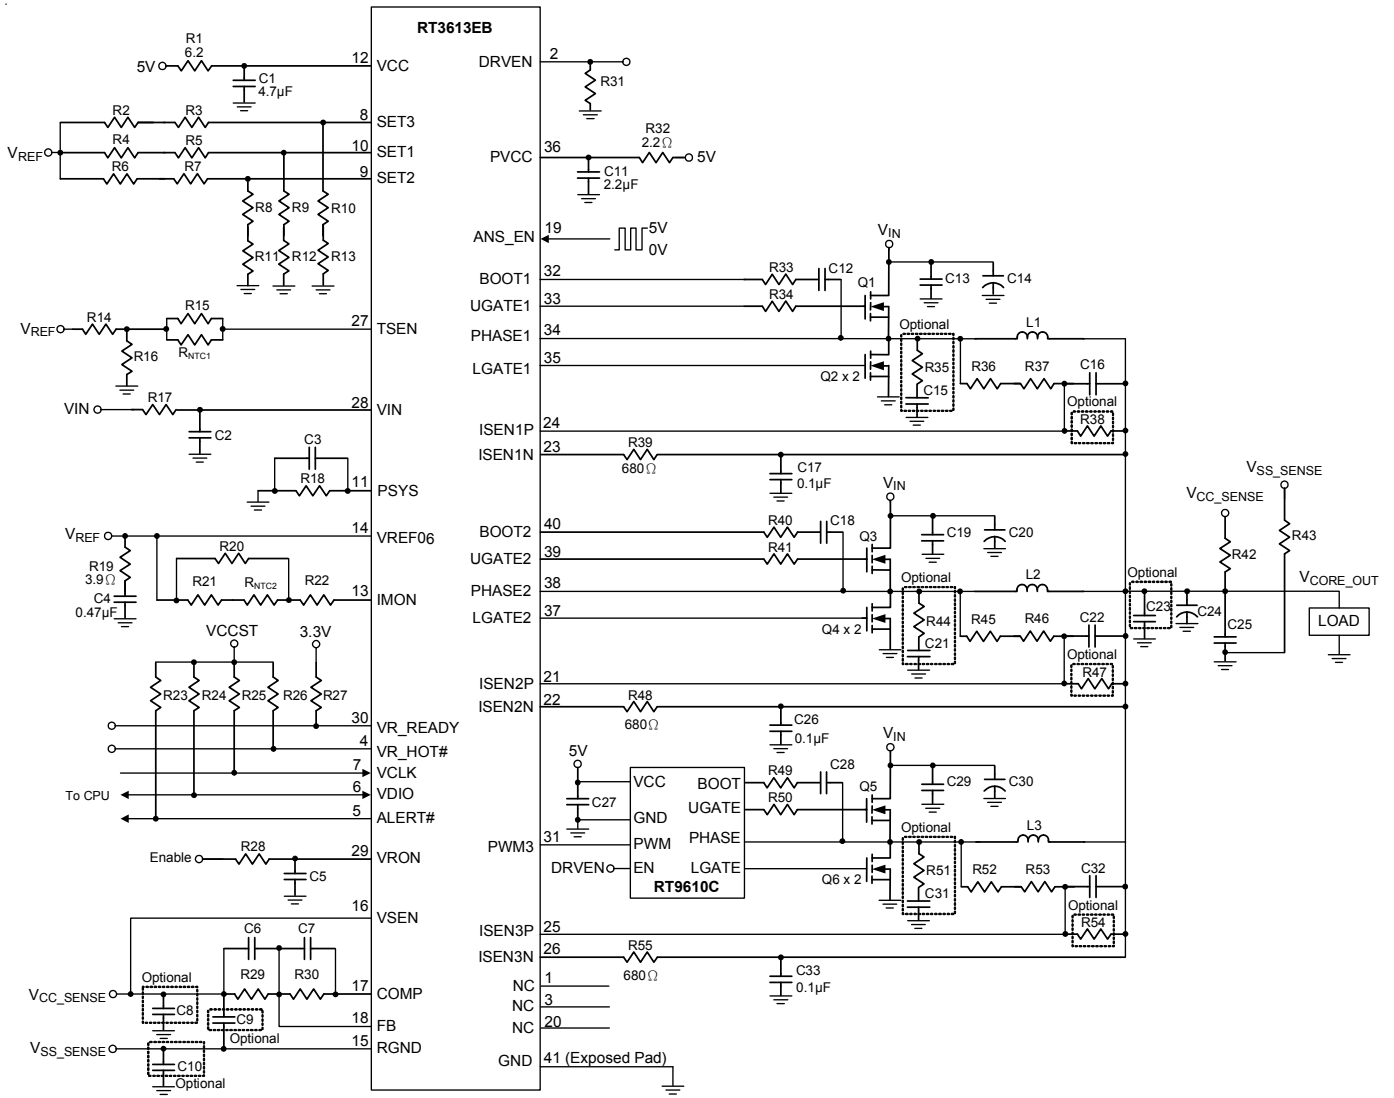 RT3613EB
R1
6.2
5V
12
VCC
C1
4.7µF
R2
R3
8
SET3
VREF
R4
R5
10
SET1
R6
R7
9
SET2
R8
R9
R10
R11
R12
R13
R15
VREF
R14
27
TSEN
R16
RNTC1
VIN
R17
28
VIN
C2
C3
R18
11
PSYS
VREF
14
VREF06
R19
3.9Ω
R20
R21
RNTC2
R22
13
IMON
C4
0.47µF
VCCST
3.3V
R23
R24
R25
R26
R27
30
VR_READY
4
VR_HOT#
7
VCLK
To CPU
6
VDIO
5
ALERT#
Enable
R28
29
VRON
C5
16
VSEN
C6
C7
Optional
R29
R30
VCC_SENSE
17
COMP
C8
C9
18
FB
Optional
VSS_SENSE
15
RGND
C10
Optional
DRVEN
2
R31
PVCC
36
R32
2.2Ω
5V
C11
2.2µF
ANS_EN
19
5V
0V
VIN
BOOT1
32
R33
C12
C13
C14
UGATE1
33
R34
Q1
PHASE1
34
Optional
L1
LGATE1
35
Q2 x 2
R35
C15
R36
R37
C16
Optional
R38
ISEN1P
24
ISEN1N
23
R39
680Ω
C17
0.1µF
VIN
BOOT2
40
R40
C18
C19
C20
UGATE2
39
R41
Q3
PHASE2
38
Optional
L2
LGATE2
37
Q4 x 2
R44
C21
R45
R46
C22
Optional
R47
ISEN2P
21
ISEN2N
22
R48
680Ω
C26
0.1µF
VSS_SENSE
VCC_SENSE
R42
R43
Optional
VCORE_OUT
C23
C24
C25
LOAD
5V
VIN
VCC
BOOT
R49
C28
C29
C30
C27
GND
UGATE
R50
Q5
PWM3
31
PWM
PHASE
Optional
L3
DRVEN
EN
LGATE
RT9610C
Q6 x 2
R51
C31
R52
R53
C32
Optional
R54
ISEN3P
25
ISEN3N
26
R55
680Ω
C33
0.1µF
NC
1
NC
3
NC
20
GND
41 (Exposed Pad)